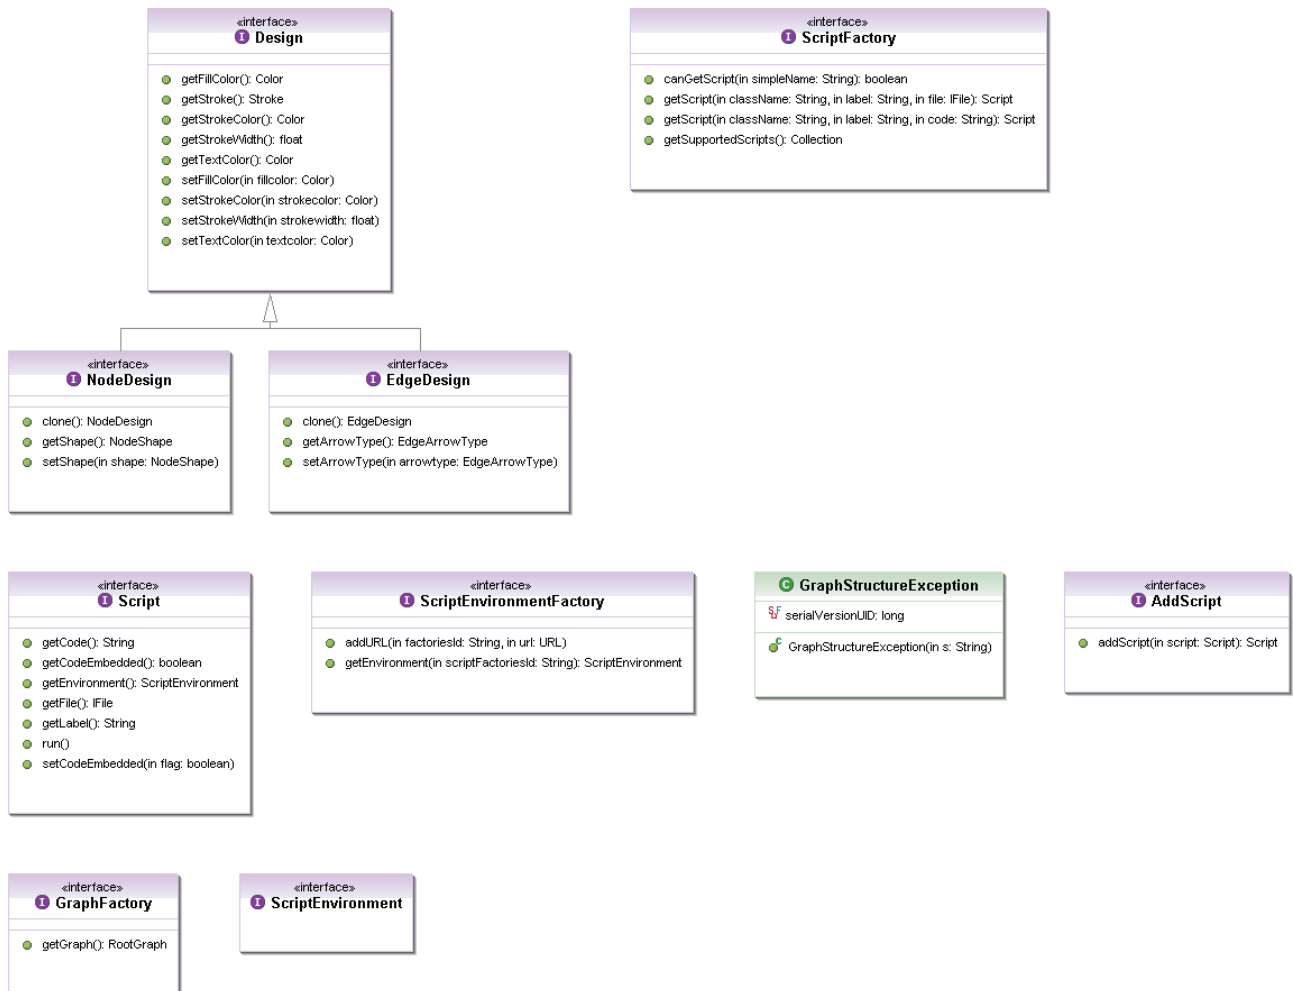 «interface»
Design
getFillColor(): Color
getStroke(): Stroke
getStrokeColor(): Color
getStrokeWidth(): float
getTextColor(): Color
setFillColor(in fillcolor: Color)
setStrokeColor(in strokecolor: Color)
setStrokeWidth(in strokewidth: float)
setTextColor(in textcolor: Color)
«interface»
ScriptFactory
canGetScript(in simpleName: String): boolean
getScript(in className: String, in label: String, in file: IFile): Script
getScript(in className: String, in label: String, in code: String): Script
getSupportedScripts(): Collection
«interface»
NodeDesign
clone(): NodeDesign
getShape(): NodeShape
setShape(in shape: NodeShape)
«interface»
EdgeDesign
clone(): EdgeDesign
getArrowType(): EdgeArrowType
setArrowType(in arrowtype: EdgeArrowType)
«interface»
Script
getCode(): String
getCodeEmbedded(): boolean
getEnvironment(): ScriptEnvironment
getFile(): IFile
getLabel(): String
run()
setCodeEmbedded(in flag: boolean)
«interface»
ScriptEnvironmentFactory
addURL(in factoriesId: String, in url: URL)
getEnvironment(in scriptFactoriesId: String): ScriptEnvironment
GraphStructureException
serialVersionUID: long
GraphStructureException(in s: String)
«interface»
AddScript
addScript(in script: Script): Script
«interface»
GraphFactory
getGraph(): RootGraph
«interface»
ScriptEnvironment